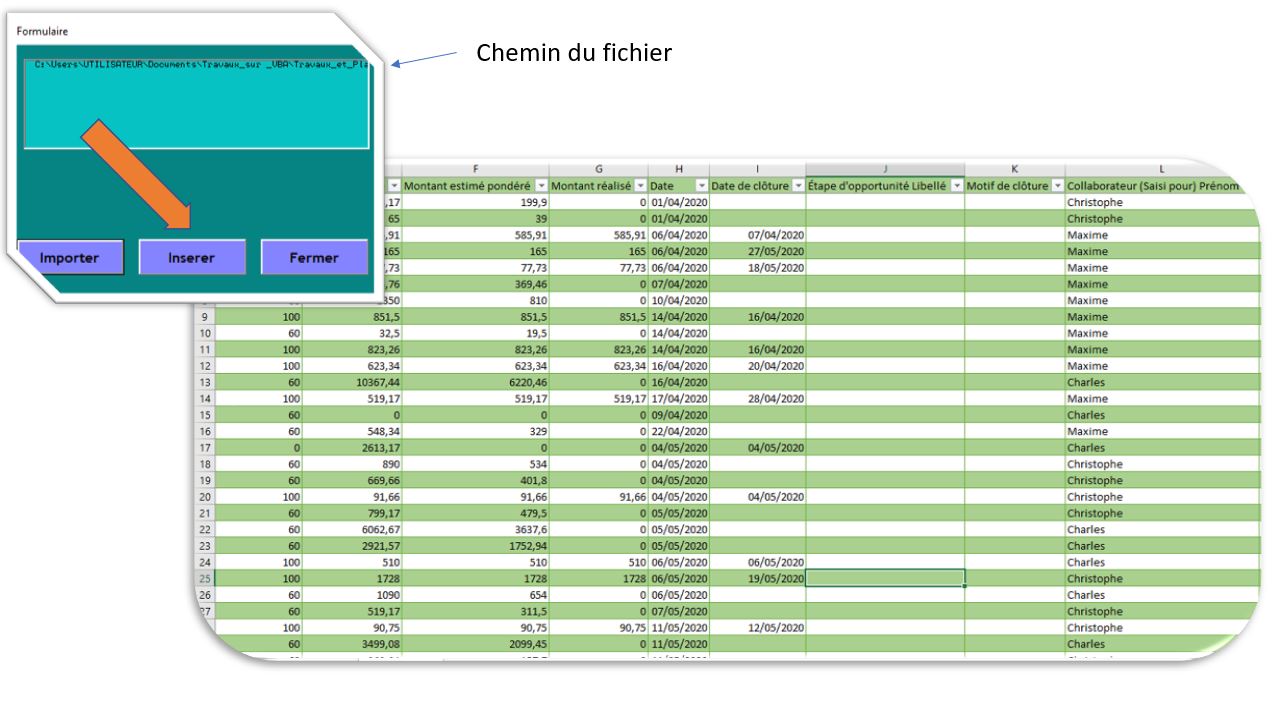 Formulaire
C:\Users\UTILISATEUR\Documents\Travaux_sur _VBA\Travaux_et_Pla
Chemin du fichier
Importer Inserer Fermer
F G H I J K L
Montant estimé pondéré Montant réalisé Date Date de clôture Étape d'opportunité Libellé Motif de clôture Collaborateur (Saisi pour) Prénom
,17 199,9 0 01/04/2020 Christophe
65 39 0 01/04/2020 Christophe
,91 585,91 585,91 06/04/2020 07/04/2020 Maxime
165 165 165 06/04/2020 27/05/2020 Maxime
,73 77,73 77,73 06/04/2020 18/05/2020 Maxime
,76 369,46 0 07/04/2020 Maxime
350 810 0 10/04/2020 Maxime
9 100 851,5 851,5 851,5 14/04/2020 16/04/2020 Maxime
10 60 32,5 19,5 0 14/04/2020 Maxime
11 100 823,26 823,26 823,26 14/04/2020 16/04/2020 Maxime
12 100 623,34 623,34 623,34 16/04/2020 20/04/2020 Maxime
13 60 10367,44 6220,46 0 16/04/2020 Charles
14 100 519,17 519,17 519,17 17/04/2020 28/04/2020 Maxime
15 60 0 0 0 09/04/2020 Charles
16 60 548,34 329 0 22/04/2020 Maxime
17 0 2613,17 0 0 04/05/2020 04/05/2020 Charles
18 60 890 534 0 04/05/2020 Christophe
19 60 669,66 401,8 0 04/05/2020 Christophe
20 100 91,66 91,66 91,66 04/05/2020 04/05/2020 Christophe
21 60 799,17 479,5 0 05/05/2020 Christophe
22 60 6062,67 3637,6 0 05/05/2020 Charles
23 60 2921,57 1752,94 0 05/05/2020 Charles
24 100 510 510 510 06/05/2020 06/05/2020 Charles
25 100 1728 1728 1728 06/05/2020 19/05/2020 Christophe
26 60 1090 654 0 06/05/2020 Charles
27 60 519,17 311,5 0 07/05/2020 Christophe
100 90,75 90,75 90,75 11/05/2020 12/05/2020 Christophe
60 3499,08 2099,45 0 11/05/2020 Charles